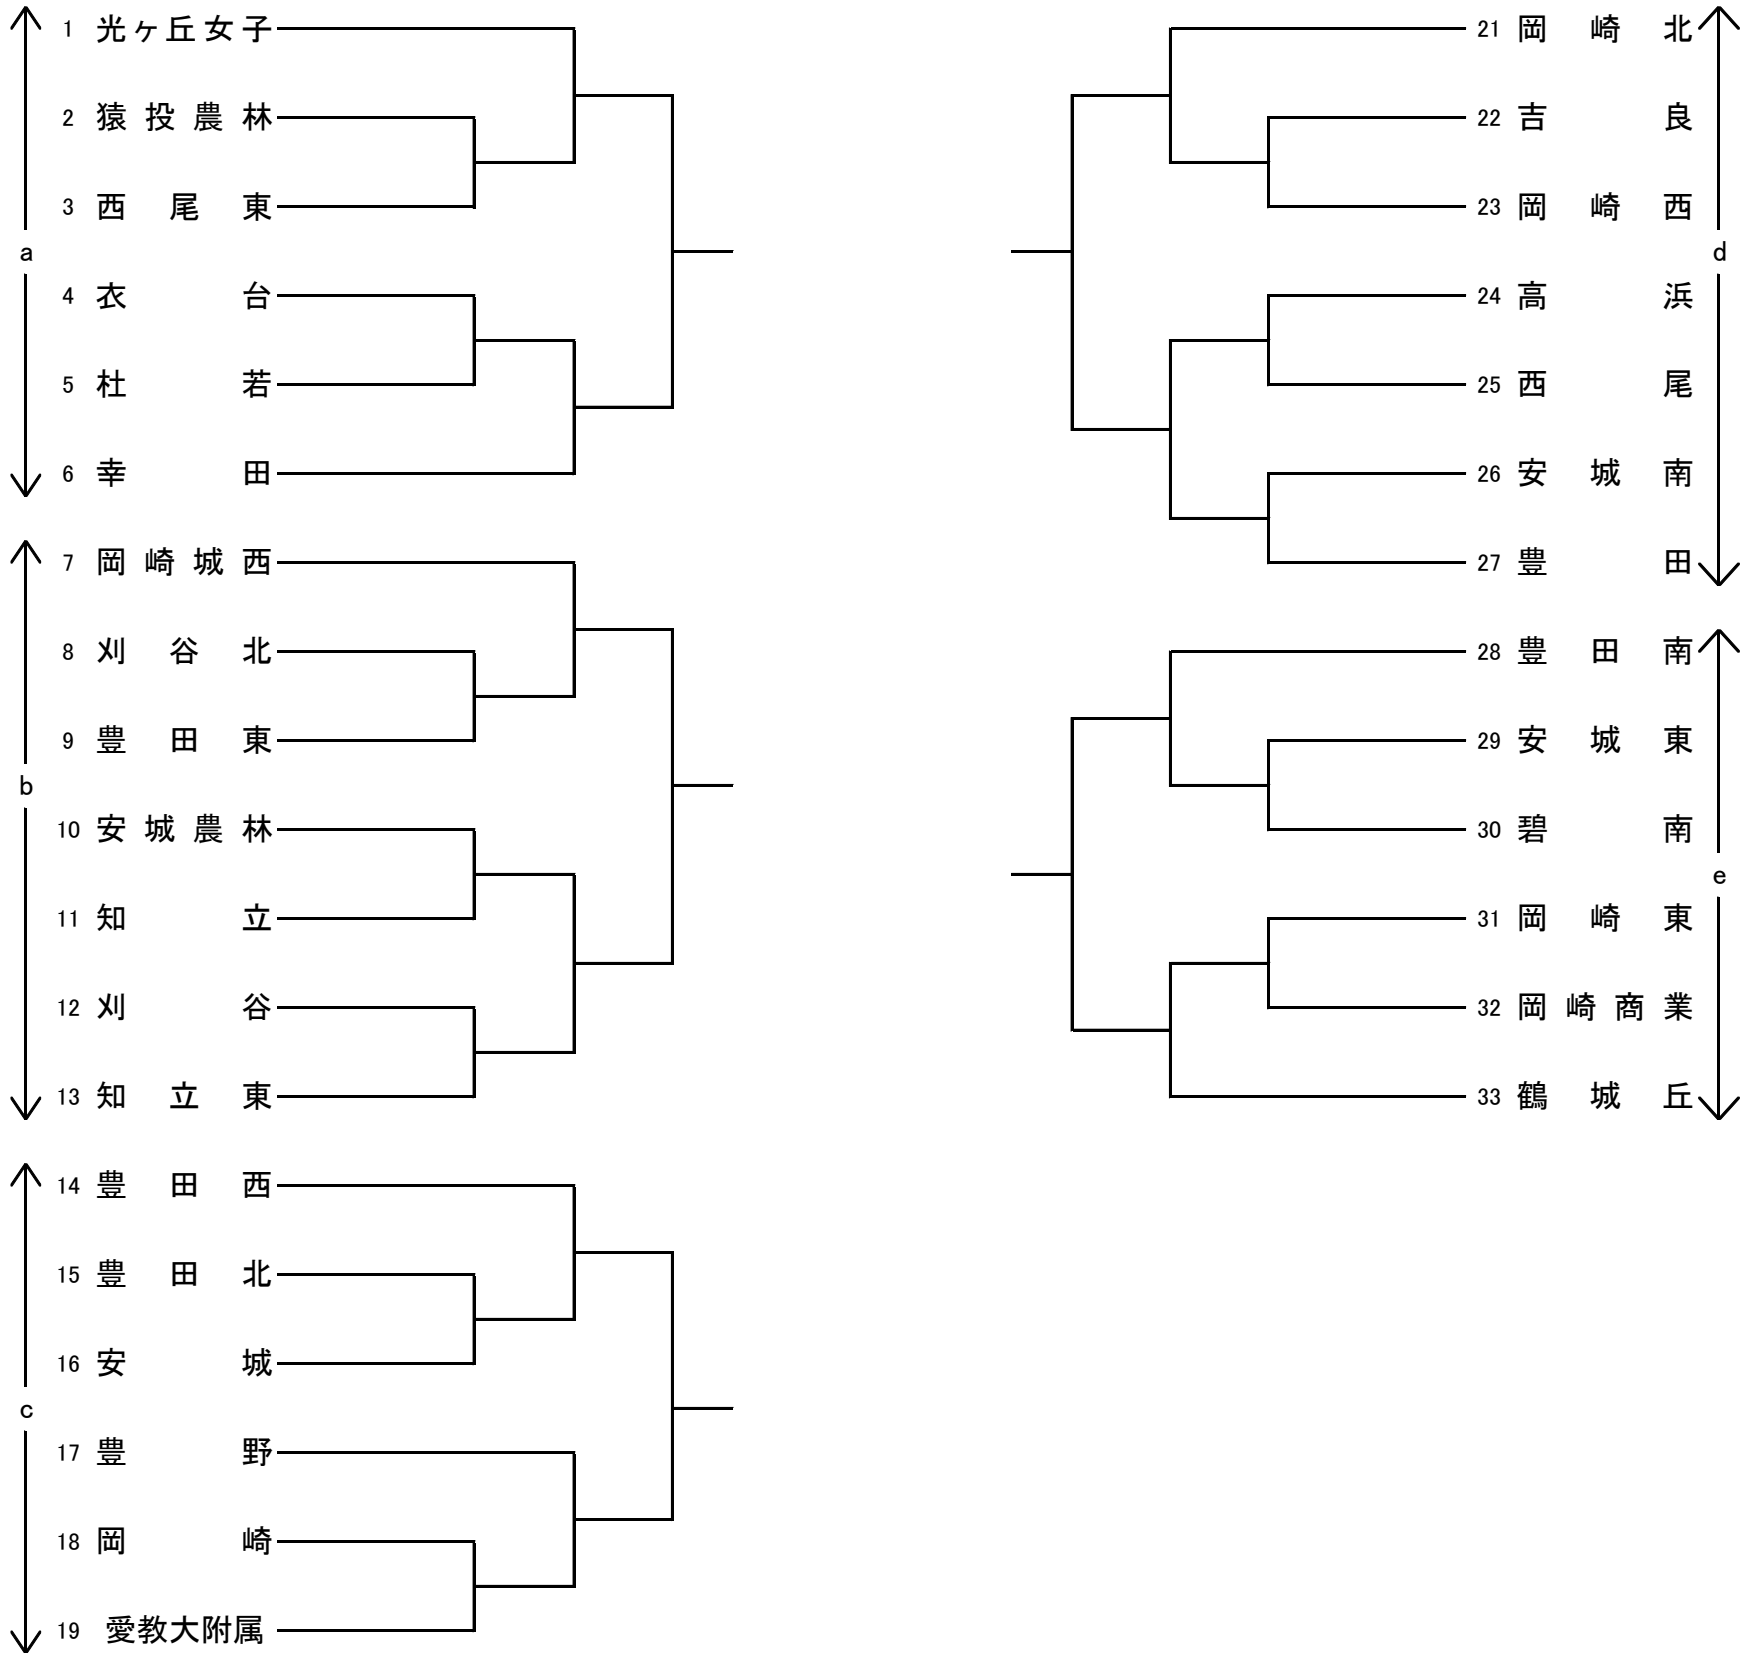 1 光ヶ丘女子
2 猿投農林
3 西尾東
a
4 衣台
5 杜若
6 幸田
7 岡崎城西
8 刈谷北
9 豊田東
b
10 安城農林
11 知立
12 刈谷
13 知立東
14 豊田西
15 豊田北
16 安城
c
17 豊野
18 岡崎
19 愛教大附属
21 岡崎北
22 吉良
23 岡崎西
d
24 高浜
25 西尾
26 安城南
27 豊田
28 豊田南
29 安城東
30 碧南
e
31 岡崎東
32 岡崎商業
33 鶴城丘